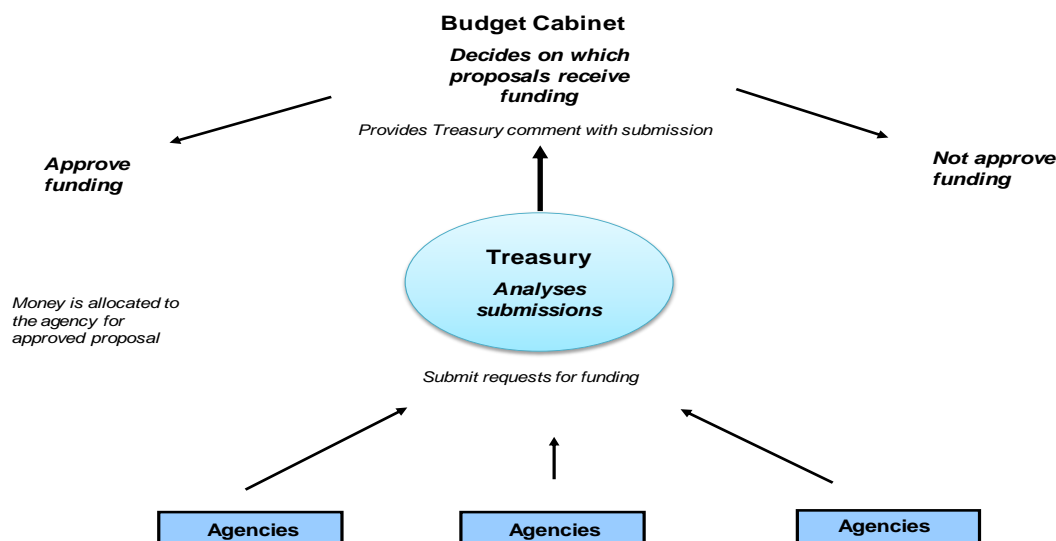 Budget Cabinet
Decides on which
proposals receive
funding
Provides Treasury comment with submission
Approve
funding
Not approve
funding
Treasury
Analyses
submissions
Money is allocated to
the agency for
approved proposal
Submit requests for funding
Agencies
Agencies
Agencies